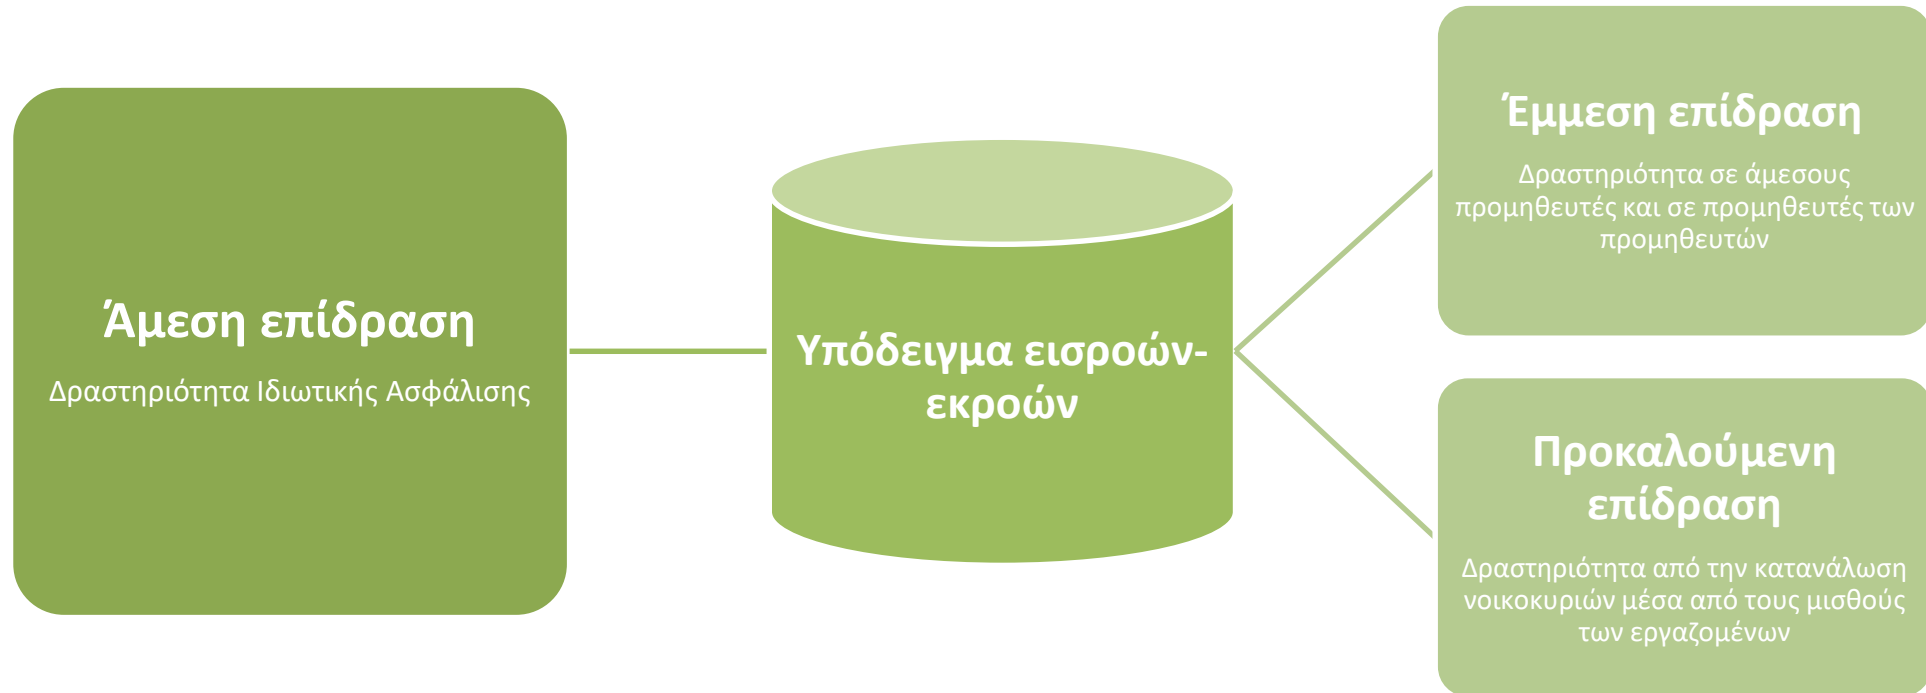 Άμεση επίδραση
Δραστηριότητα Ιδιωτικής Ασφάλισης
Υπόδειγμα εισροών-
εκροών
Έμμεση επίδραση
Δραστηριότητα σε άμεσους
προμηθευτές και σε προμηθευτές των
προμηθευτών
Προκαλούμενη
επίδραση
Δραστηριότητα από την κατανάλωση
νοικοκυριών μέσα από τους μισθούς
των εργαζομένων